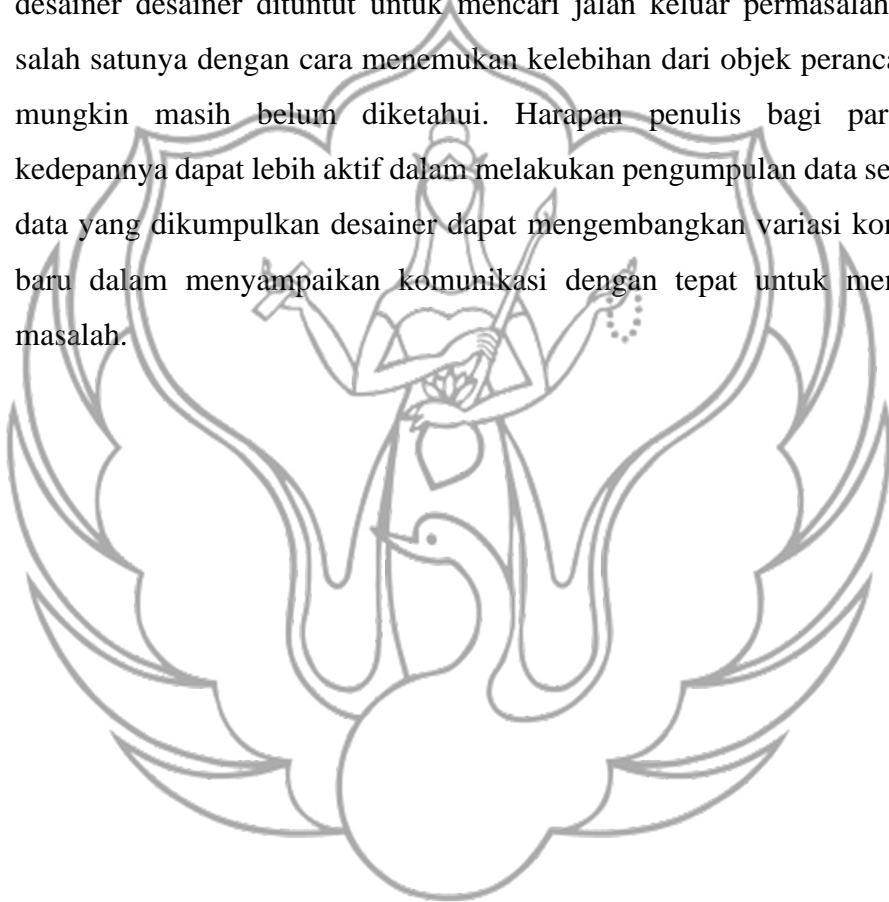 desainer desainer dituntut untuk mencari jalan keluar permasalah
salah satunya dengan cara menemukan kelebihan dari objek peranca
mungkin masih belum diketahui. Harapan penulis bagi par
kedepannya dapat lebih aktif dalam melakukan pengumpulan data se
data yang dikumpulkan desainer dapat mengembangkan variasi kon
baru dalam menyampaikan komunikasi dengan tepat untuk men
masalah.